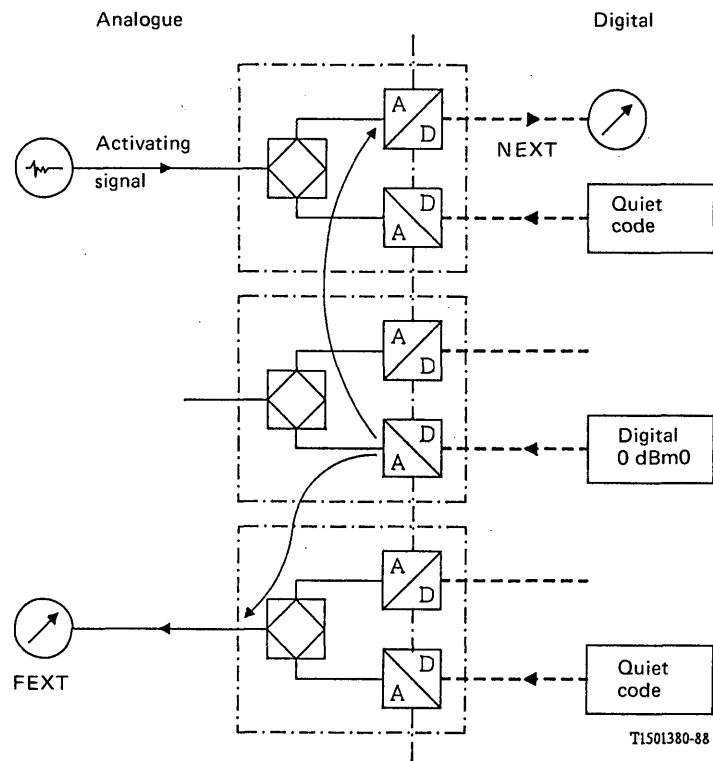 Analogue
Digital
A
D
Activating
signal
NEXT
D
A
Quiet
code
A
D
D
A
Digital
0 dBm0
A
D
FEXT
D
A
Quiet
code
T1501380-88